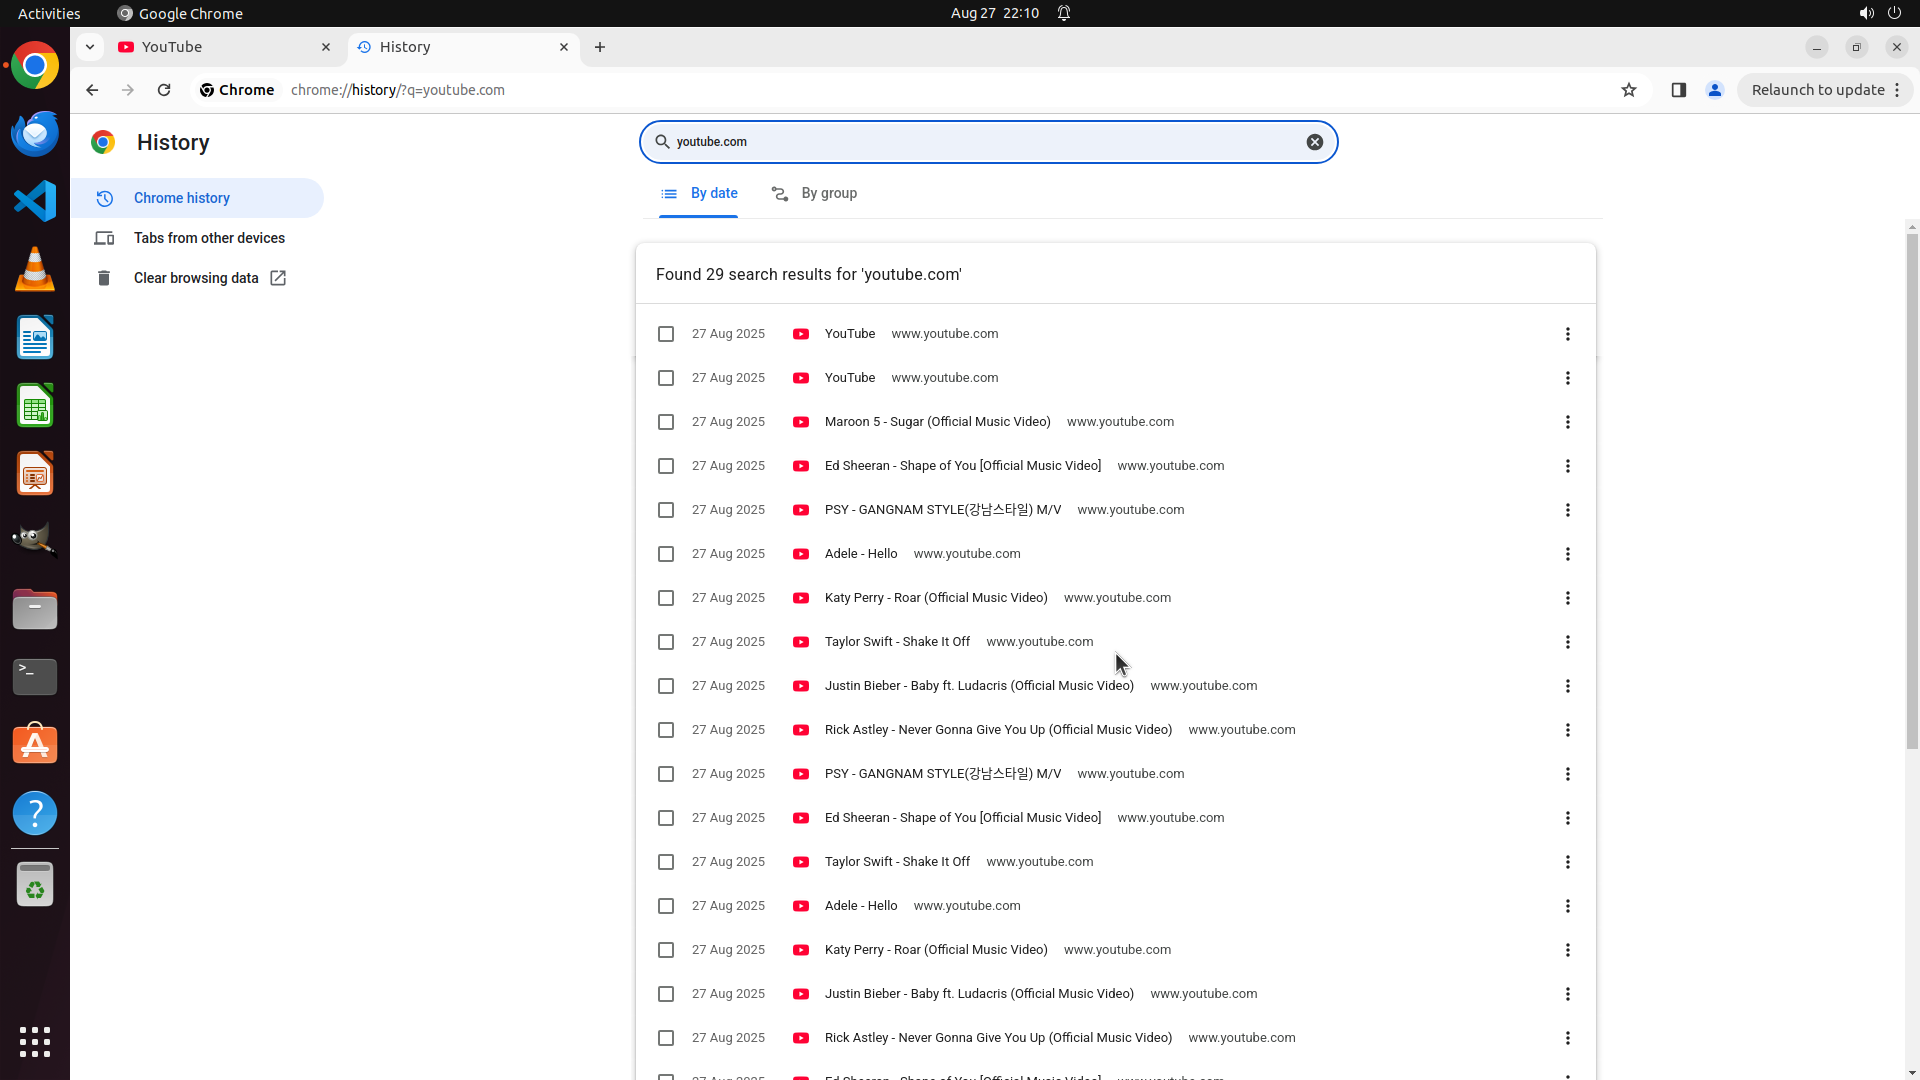 Activities
Google Chrome
Aug 27 22:10
YouTube
History
Chrome
chrome://history/?q=youtube.com
Relaunch to update
History
youtube.com
Chrome history
Tabs from other devices
Clear browsing data
By date
By group
Found 29 search results for 'youtube.com'
27 Aug 2025 YouTube www.youtube.com
27 Aug 2025 YouTube www.youtube.com
27 Aug 2025 Maroon 5 - Sugar (Official Music Video) www.youtube.com
27 Aug 2025 Ed Sheeran - Shape of You [Official Music Video] www.youtube.com
27 Aug 2025 PSY - GANGNAM STYLE(강남스타일) M/V www.youtube.com
27 Aug 2025 Adele - Hello www.youtube.com
27 Aug 2025 Katy Perry - Roar (Official Music Video) www.youtube.com
27 Aug 2025 Taylor Swift - Shake It Off www.youtube.com
27 Aug 2025 Justin Bieber - Baby ft. Ludacris (Official Music Video) www.youtube.com
27 Aug 2025 Rick Astley - Never Gonna Give You Up (Official Music Video) www.youtube.com
27 Aug 2025 PSY - GANGNAM STYLE(강남스타일) M/V www.youtube.com
27 Aug 2025 Ed Sheeran - Shape of You [Official Music Video] www.youtube.com
27 Aug 2025 Taylor Swift - Shake It Off www.youtube.com
27 Aug 2025 Adele - Hello www.youtube.com
27 Aug 2025 Katy Perry - Roar (Official Music Video) www.youtube.com
27 Aug 2025 Justin Bieber - Baby ft. Ludacris (Official Music Video) www.youtube.com
27 Aug 2025 Rick Astley - Never Gonna Give You Up (Official Music Video) www.youtube.com